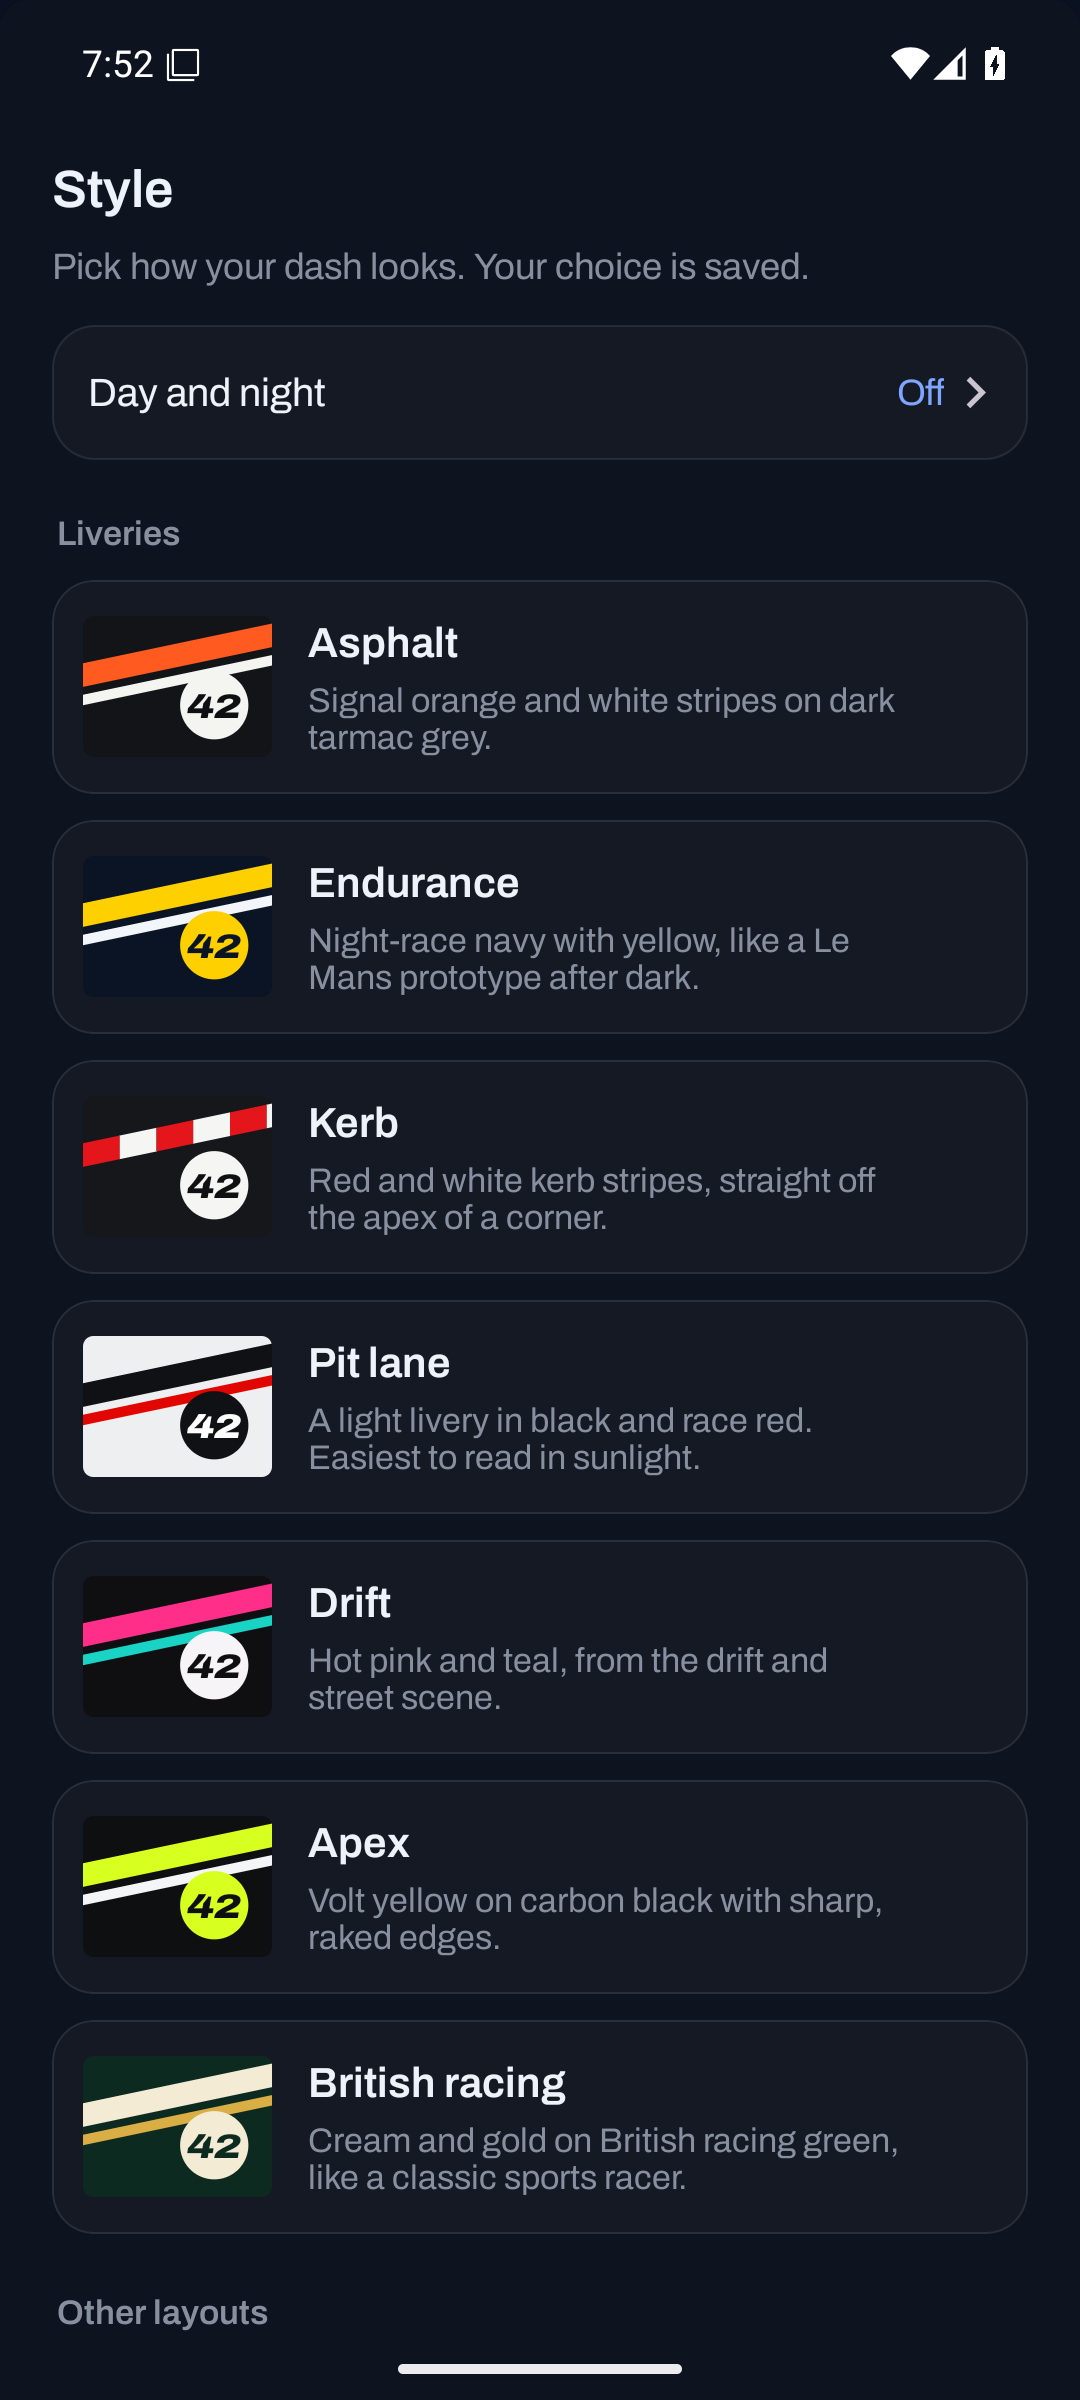 7:52
Style
Pick how your dash looks. Your choice is saved.
Day and night
Off
Liveries
42
Asphalt
Signal orange and white stripes on dark
tarmac grey.
42
Endurance
Night-race navy with yellow, like a Le
Mans prototype after dark.
42
Kerb
Red and white kerb stripes, straight off
the apex of a corner.
42
Pit lane
A light livery in black and race red.
Easiest to read in sunlight.
42
Drift
Hot pink and teal, from the drift and
street scene.
42
Apex
Volt yellow on carbon black with sharp,
raked edges.
42
British racing
Cream and gold on British racing green,
like a classic sports racer.
Other layouts